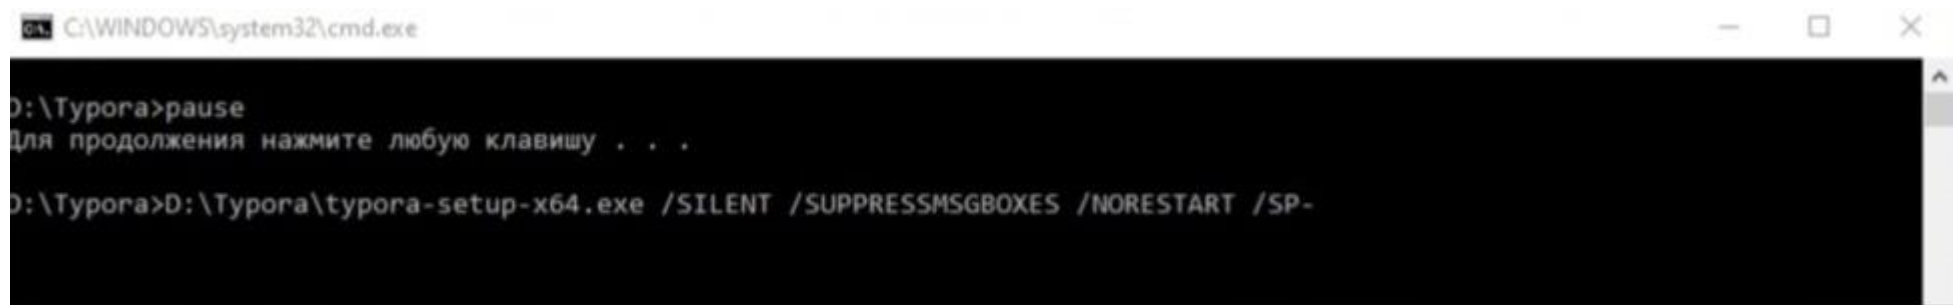 C:\WINDOWS\system32\cmd.exe
D:\Typora>pause
Для продолжения нажмите любую клавишу . . .
D:\Typora>D:\Typora\typora-setup-x64.exe /SILENT /SUPPRESSMSGBOXES /NORESTART /SP-